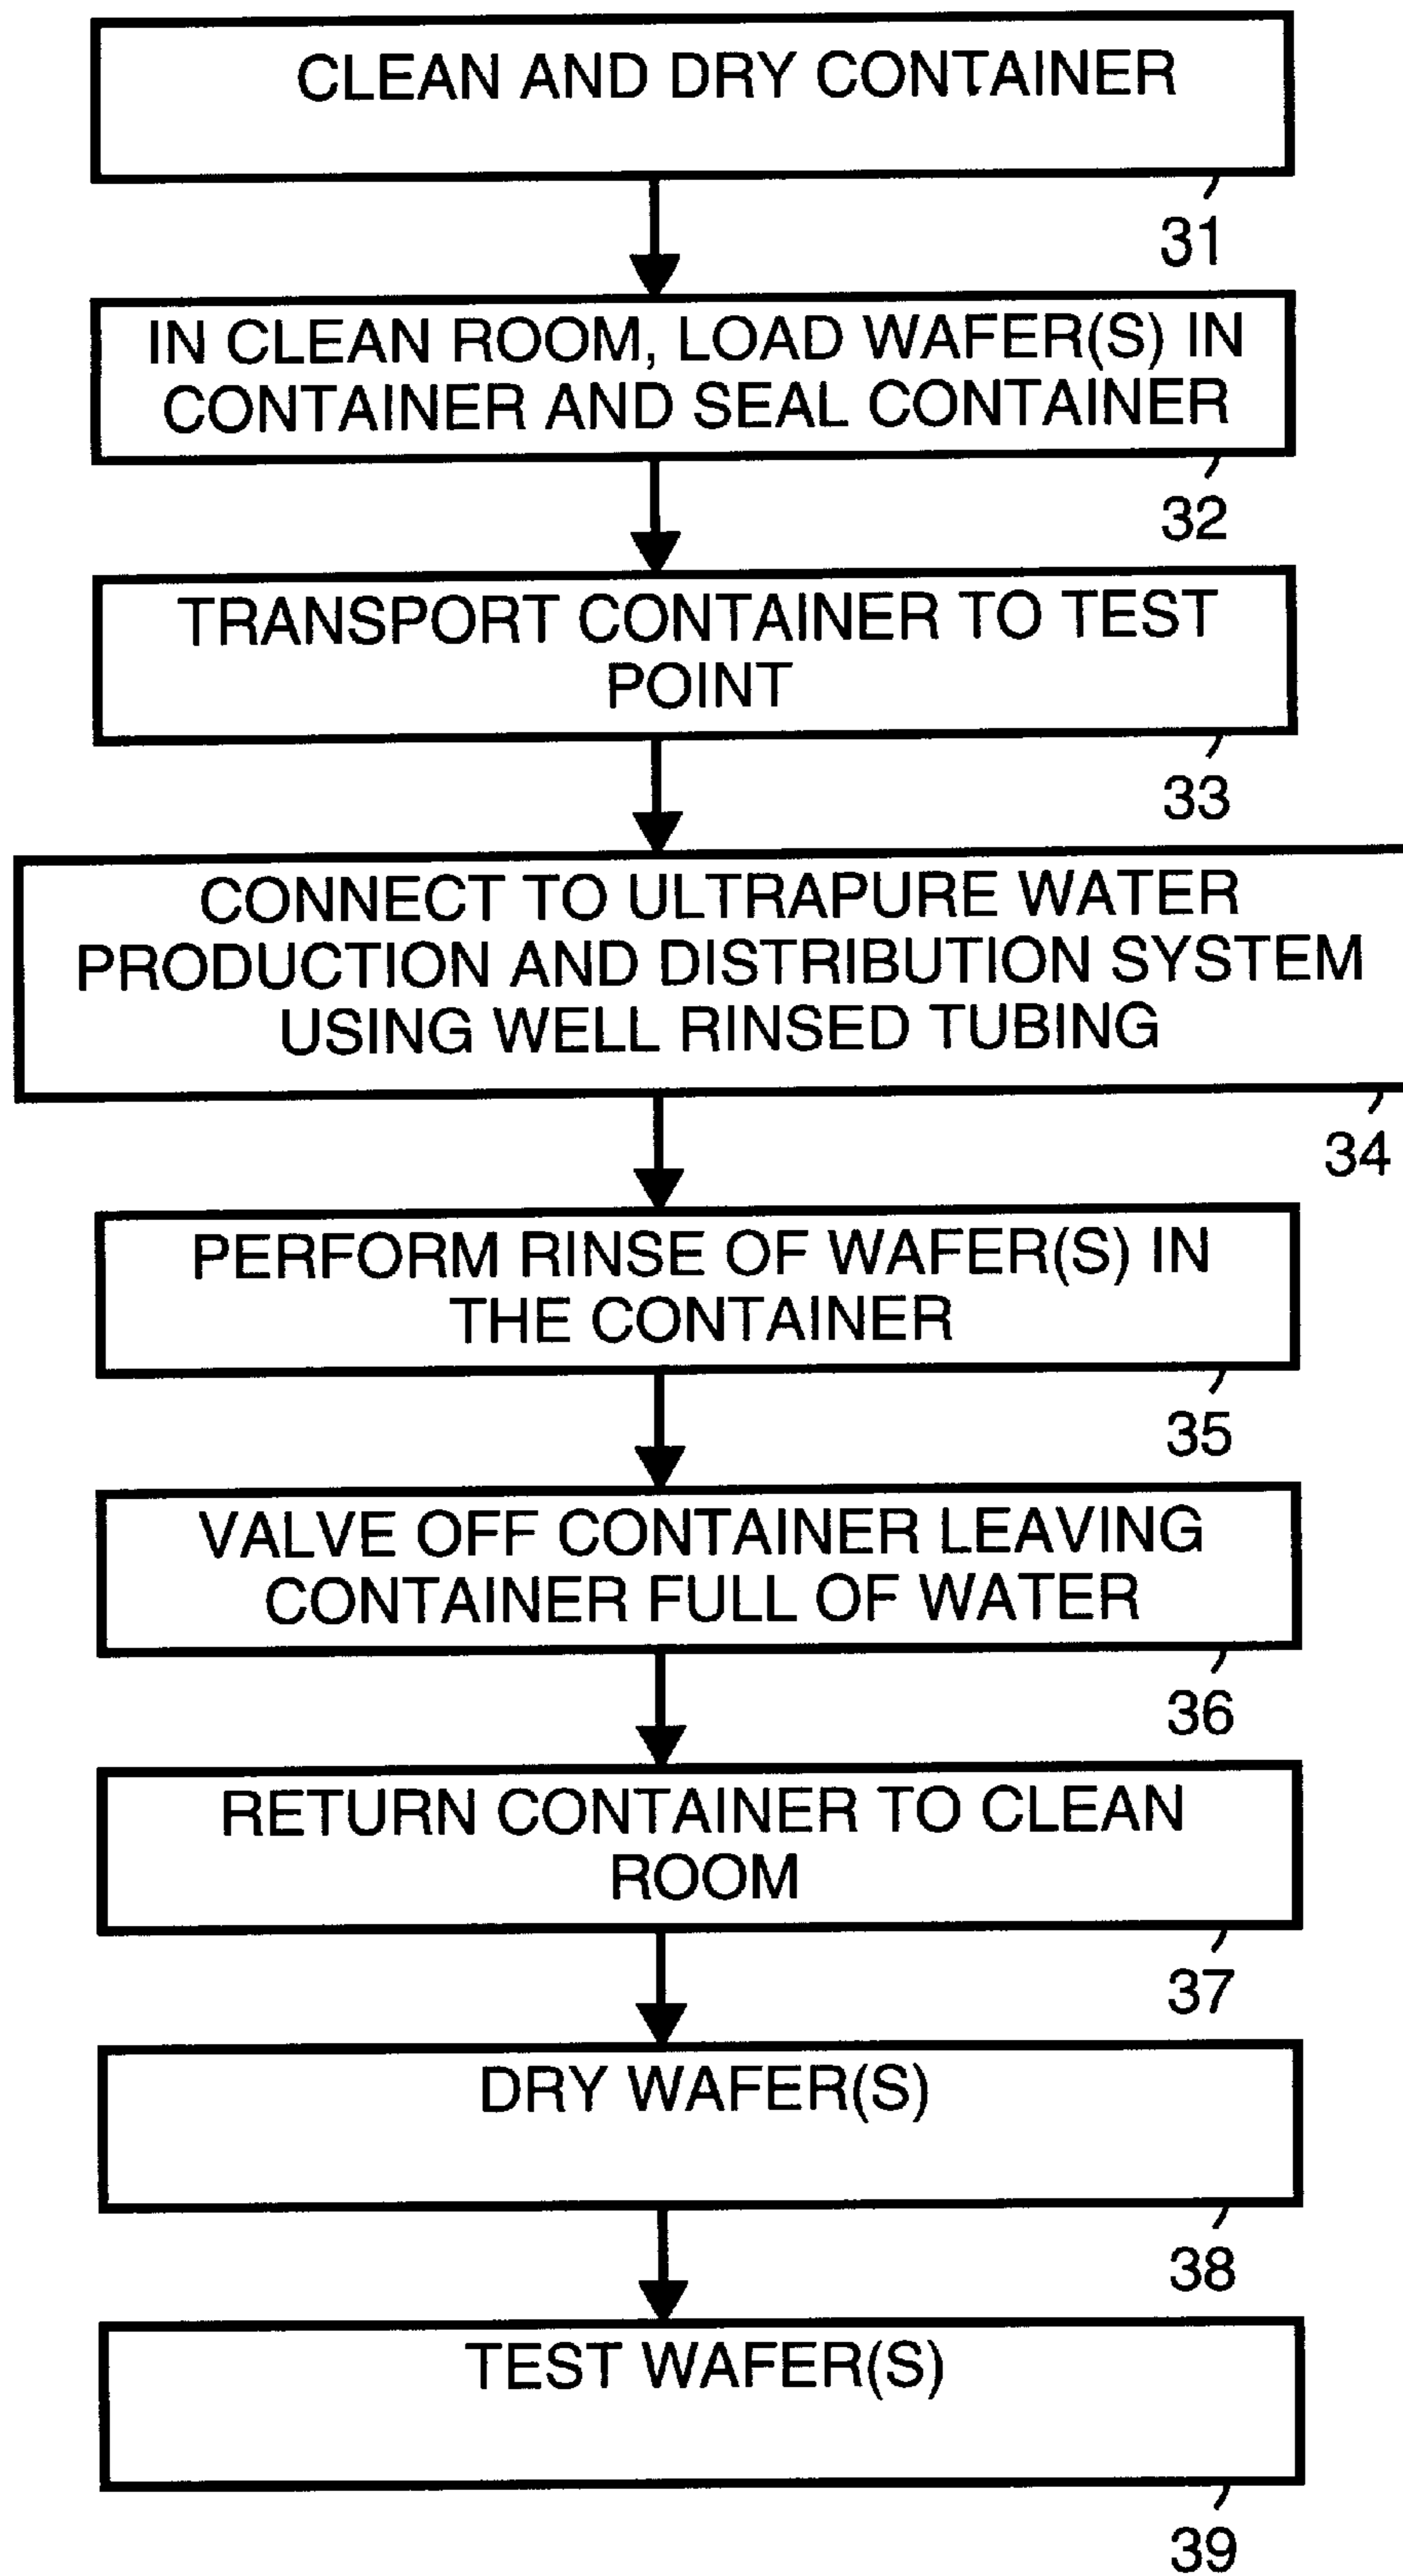 CLEAN AND DRY CONTAINER
31
IN CLEAN ROOM, LOAD WAFER(S) IN
CONTAINER AND SEAL CONTAINER
32
TRANSPORT CONTAINER TO TEST
POINT
33
CONNECT TO ULTRAPURE WATER
PRODUCTION AND DISTRIBUTION SYSTEM
USING WELL RINSED TUBING
34
PERFORM RINSE OF WAFER(S) IN
THE CONTAINER
35
VALVE OFF CONTAINER LEAVING
CONTAINER FULL OF WATER
36
RETURN CONTAINER TO CLEAN
ROOM
37
DRY WAFER(S)
38
TEST WAFER(S)
39